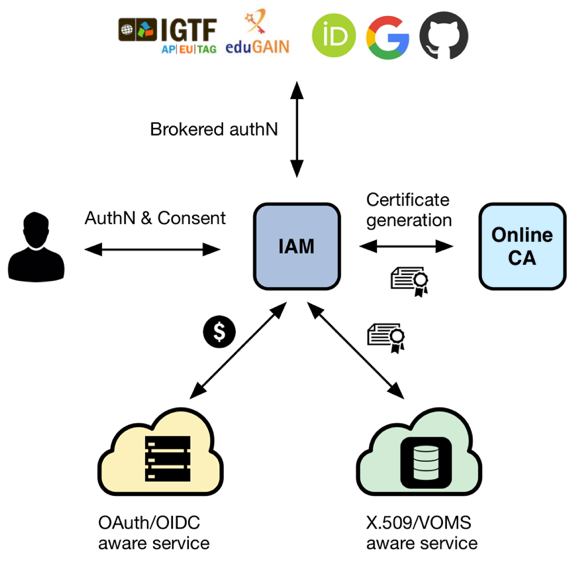 IGTF
AP|EU|TAG
eduGAIN
iD
G
Brokered authN
AuthN & Consent
IAM
Certificate
generation
Online
CA
$
OAuth/OIDC
aware service
X.509/VOMS
aware service